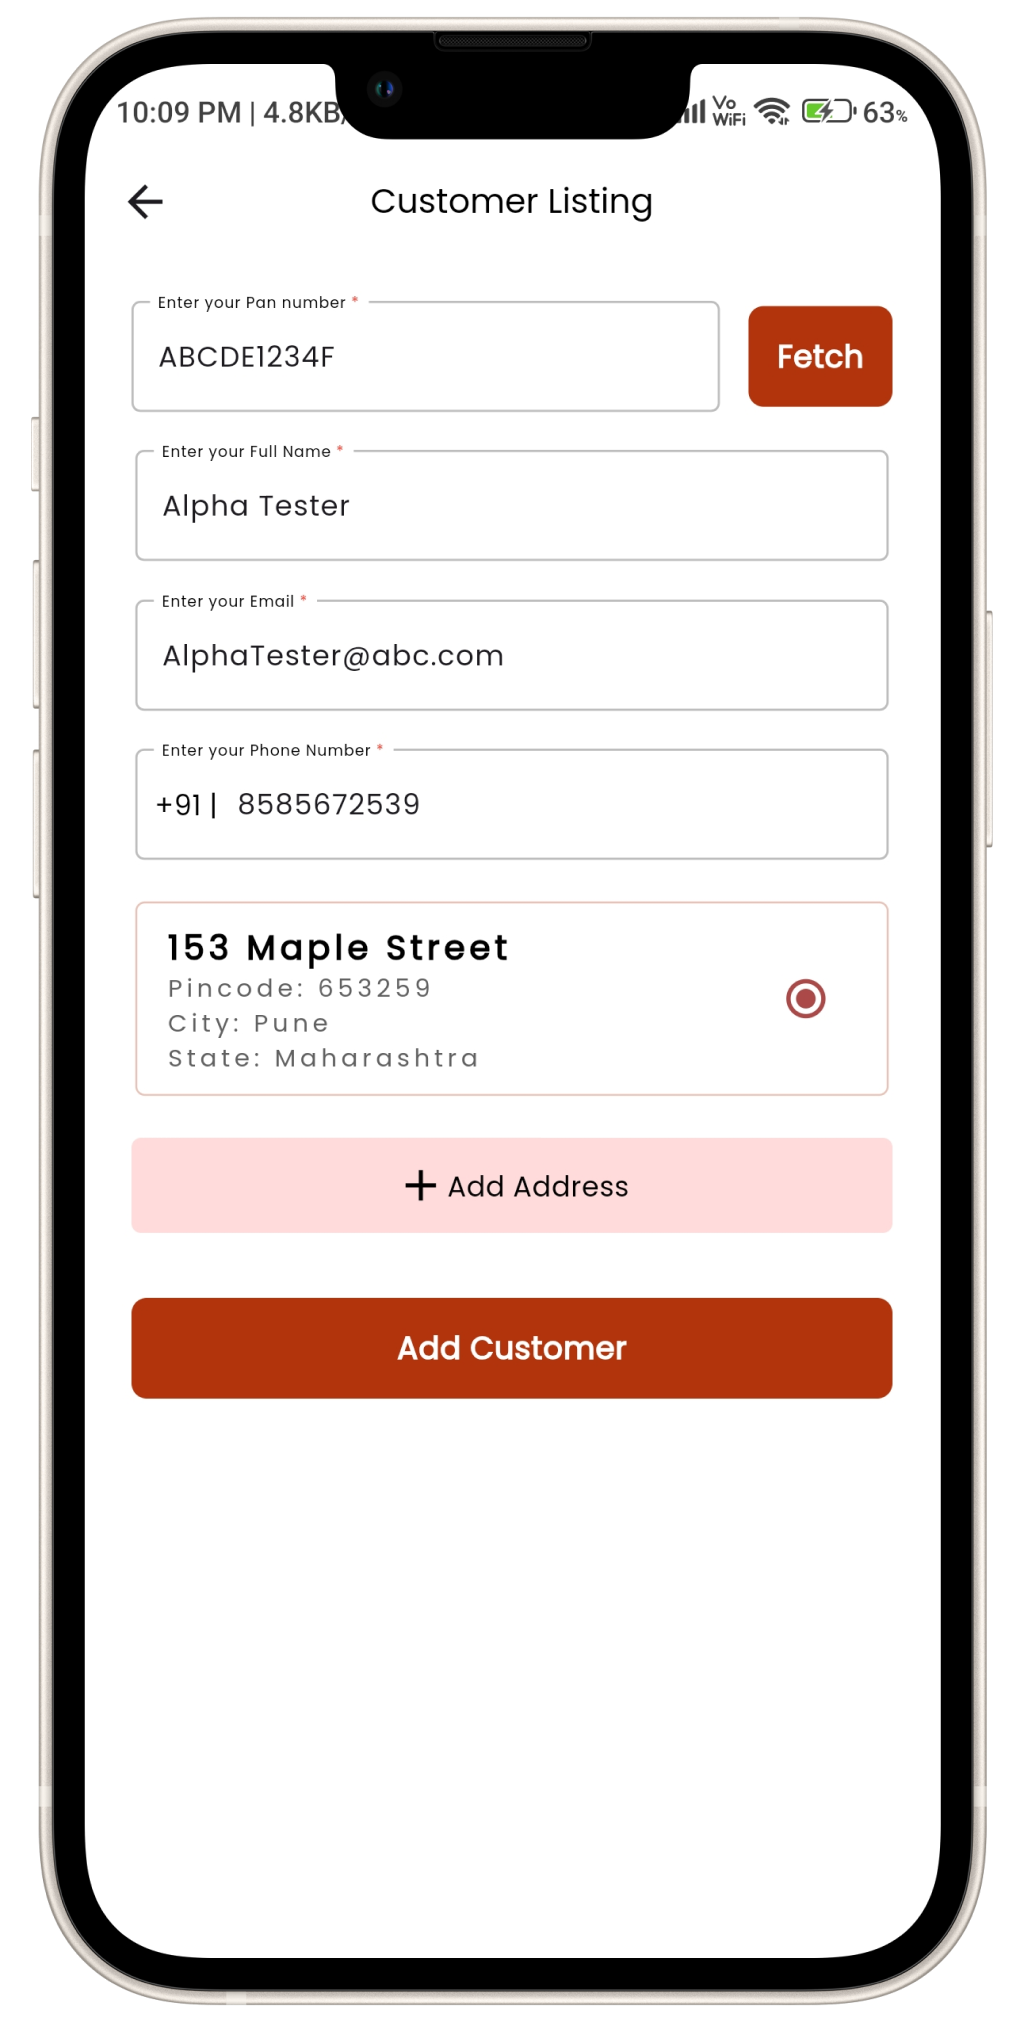 10:09 PM | 4.8KB/
Vo
WiFi
63%
Customer Listing
Enter your Pan number *
ABCDE1234F
Fetch
Enter your Full Name *
Alpha Tester
Enter your Email *
AlphaTester@abc.com
Enter your Phone Number *
+91 | 8585672539
153 Maple Street
Pincode: 653259
City: Pune
State: Maharashtra
+ Add Address
Add Customer